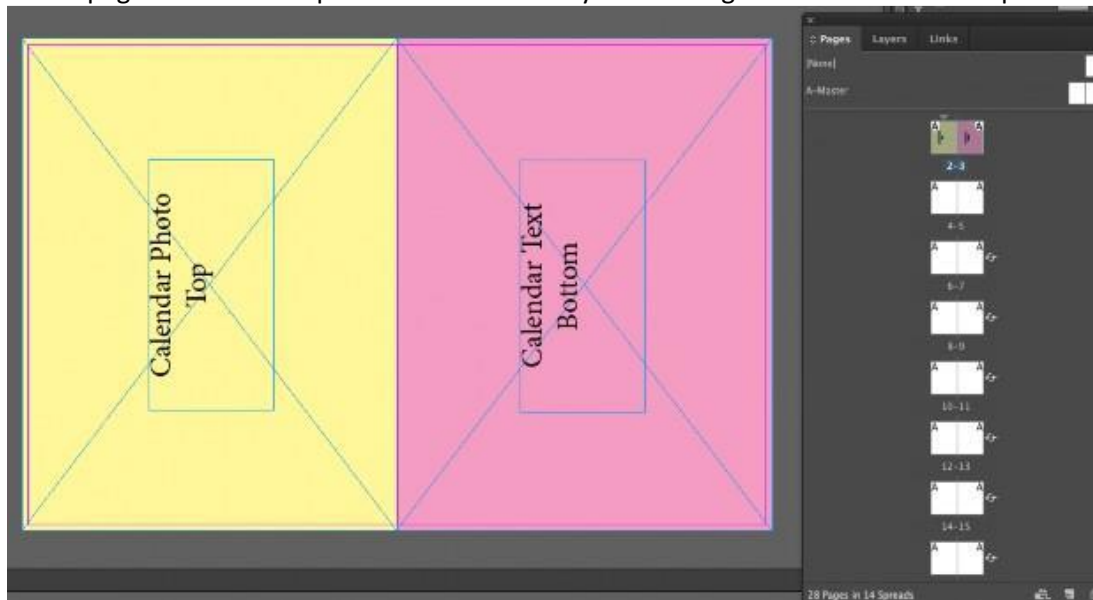 Calendar Photo
Top
Calendar Text
Bottom
Pages Layers Links
[None]
A-Master
A A
2-3
A A
4-5
A A
6-7
A A
8-9
A A
10-11
A A
12-13
A A
14-15
A A
28 Pages in 14 Spreads